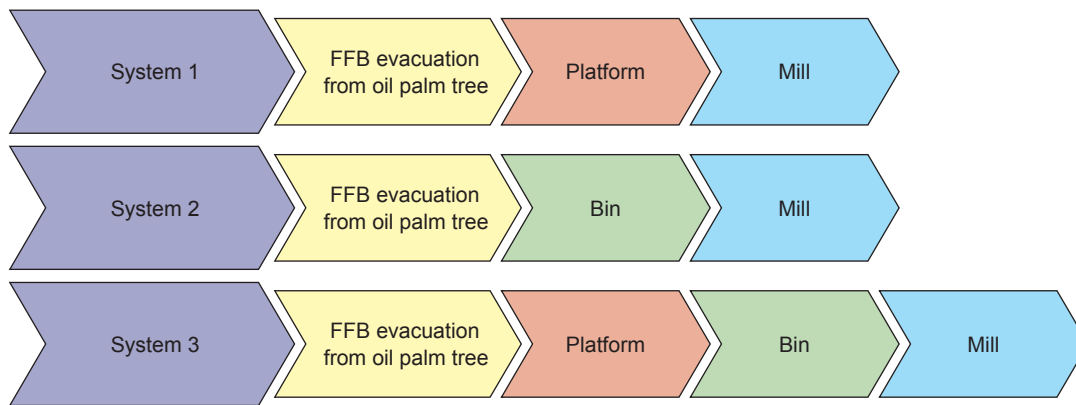 System 1
FFB evacuation
from oil palm tree
Platform
Mill
System 2
FFB evacuation
from oil palm tree
Bin
Mill
System 3
FFB evacuation
from oil palm tree
Platform
Bin
Mill